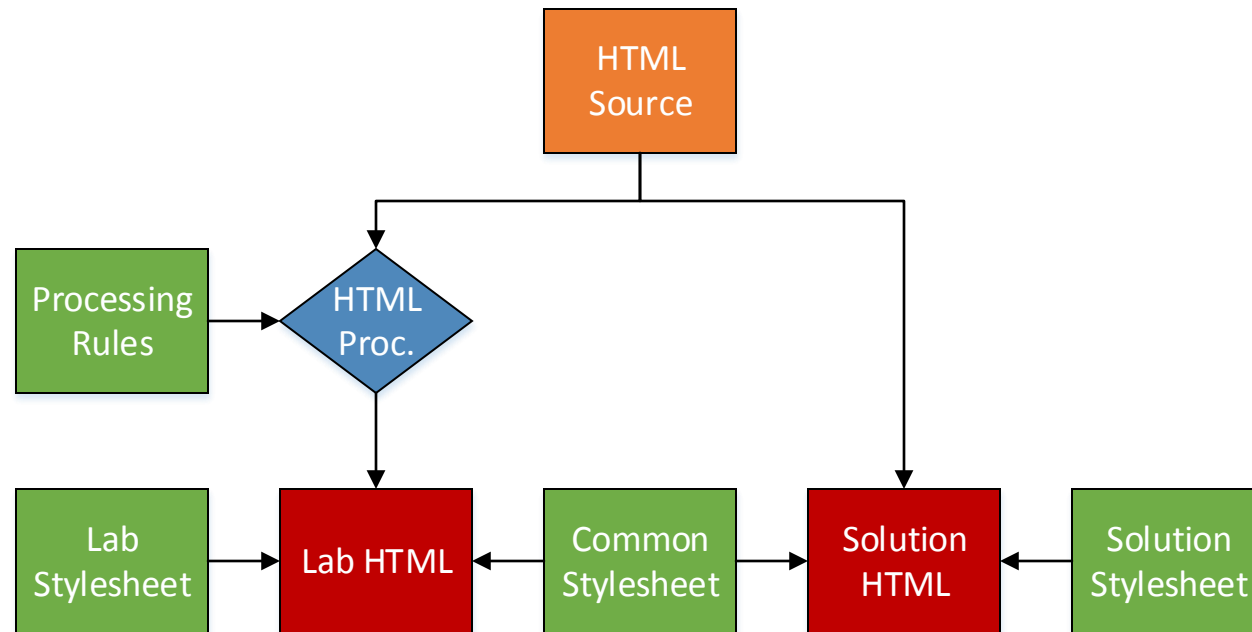 HTML
Source
Processing
Rules
HTML
Proc.
Lab
Stylesheet
Lab HTML
Common
Stylesheet
Solution
HTML
Solution
Stylesheet